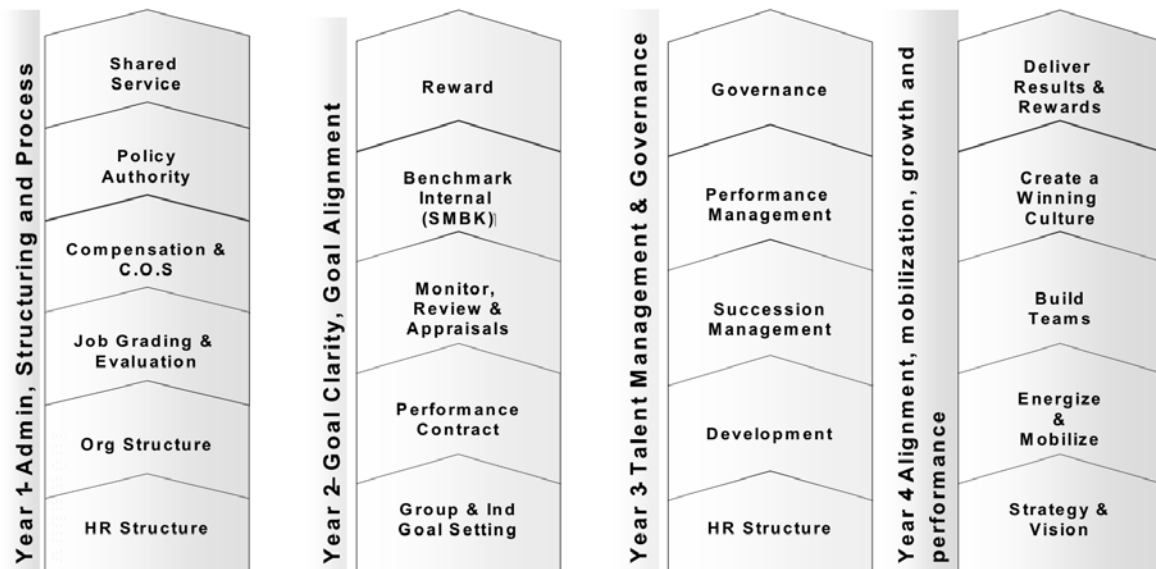 Year 1-Admin, Structuring and Process
Shared
Service
Policy
Authority
Compensation &
C.O.S
Job Grading &
Evaluation
Org Structure
HR Structure
Year 2-Goal Clarity, Goal Alignment
Reward
Benchmark
Internal
(SMBK)
Monitor,
Review &
Appraisals
Performance
Contract
Group & Ind
Goal Setting
Year 3-Talent Management & Governance
Governance
Performance
Management
Succession
Management
Development
HR Structure
Year 4 Alignment, mobilization, growth and
performance
Deliver
Results &
Rewards
Create a
Winning
Culture
Build
Teams
Energize
&
Mobilize
Strategy &
Vision